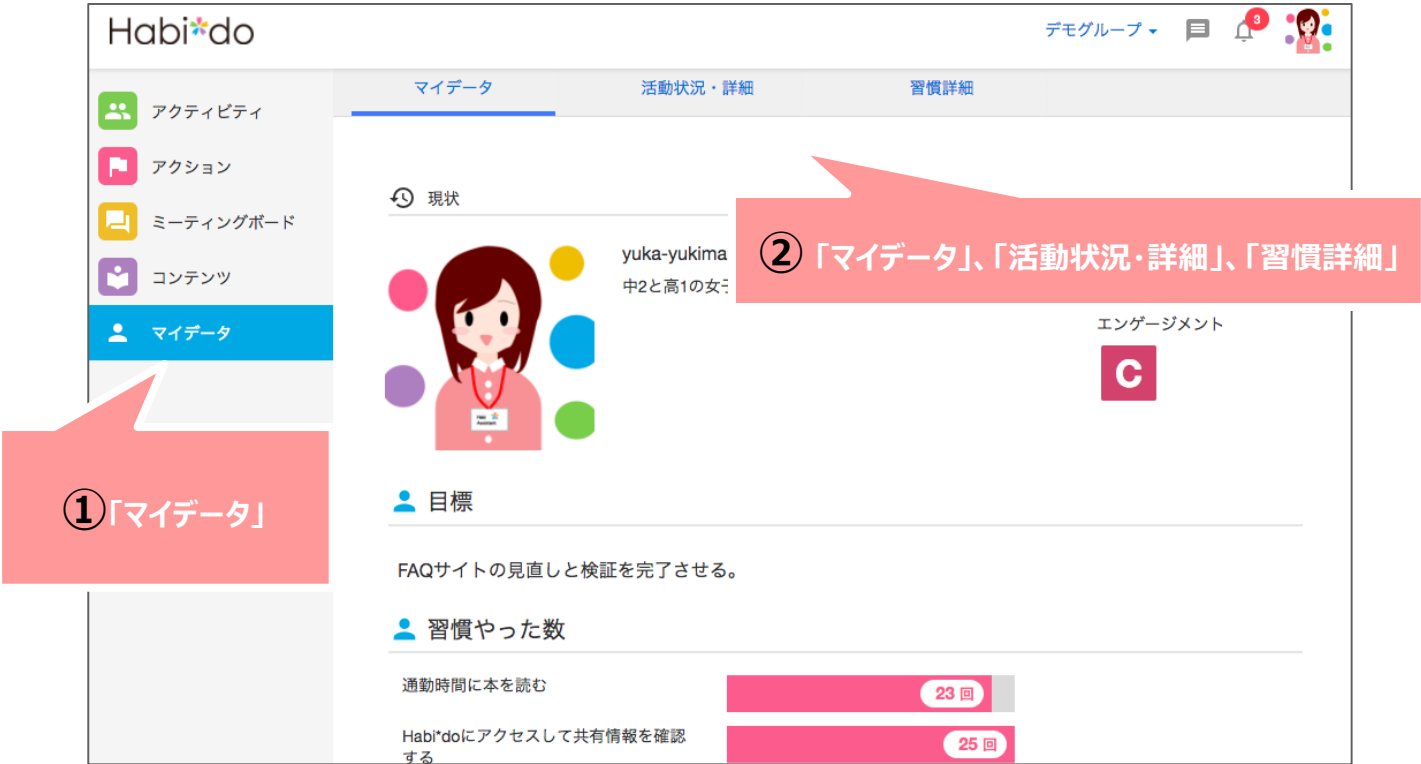 Habi*do
デモグループ
3
マイデータ
活動状況・詳細
習慣詳細
アクティビティ
アクション
ミーティングボード
コンテンツ
マイデータ
現状
yuka-yukima
中2と高1の女子
②「マイデータ」、「活動状況・詳細」、「習慣詳細」
エンゲージメント
C
①「マイデータ」
目標
FAQサイトの見直しと検証を完了させる。
習慣やった数
通勤時間に本を読む
23 回
Habi*doにアクセスして共有情報を確認
する
25 回